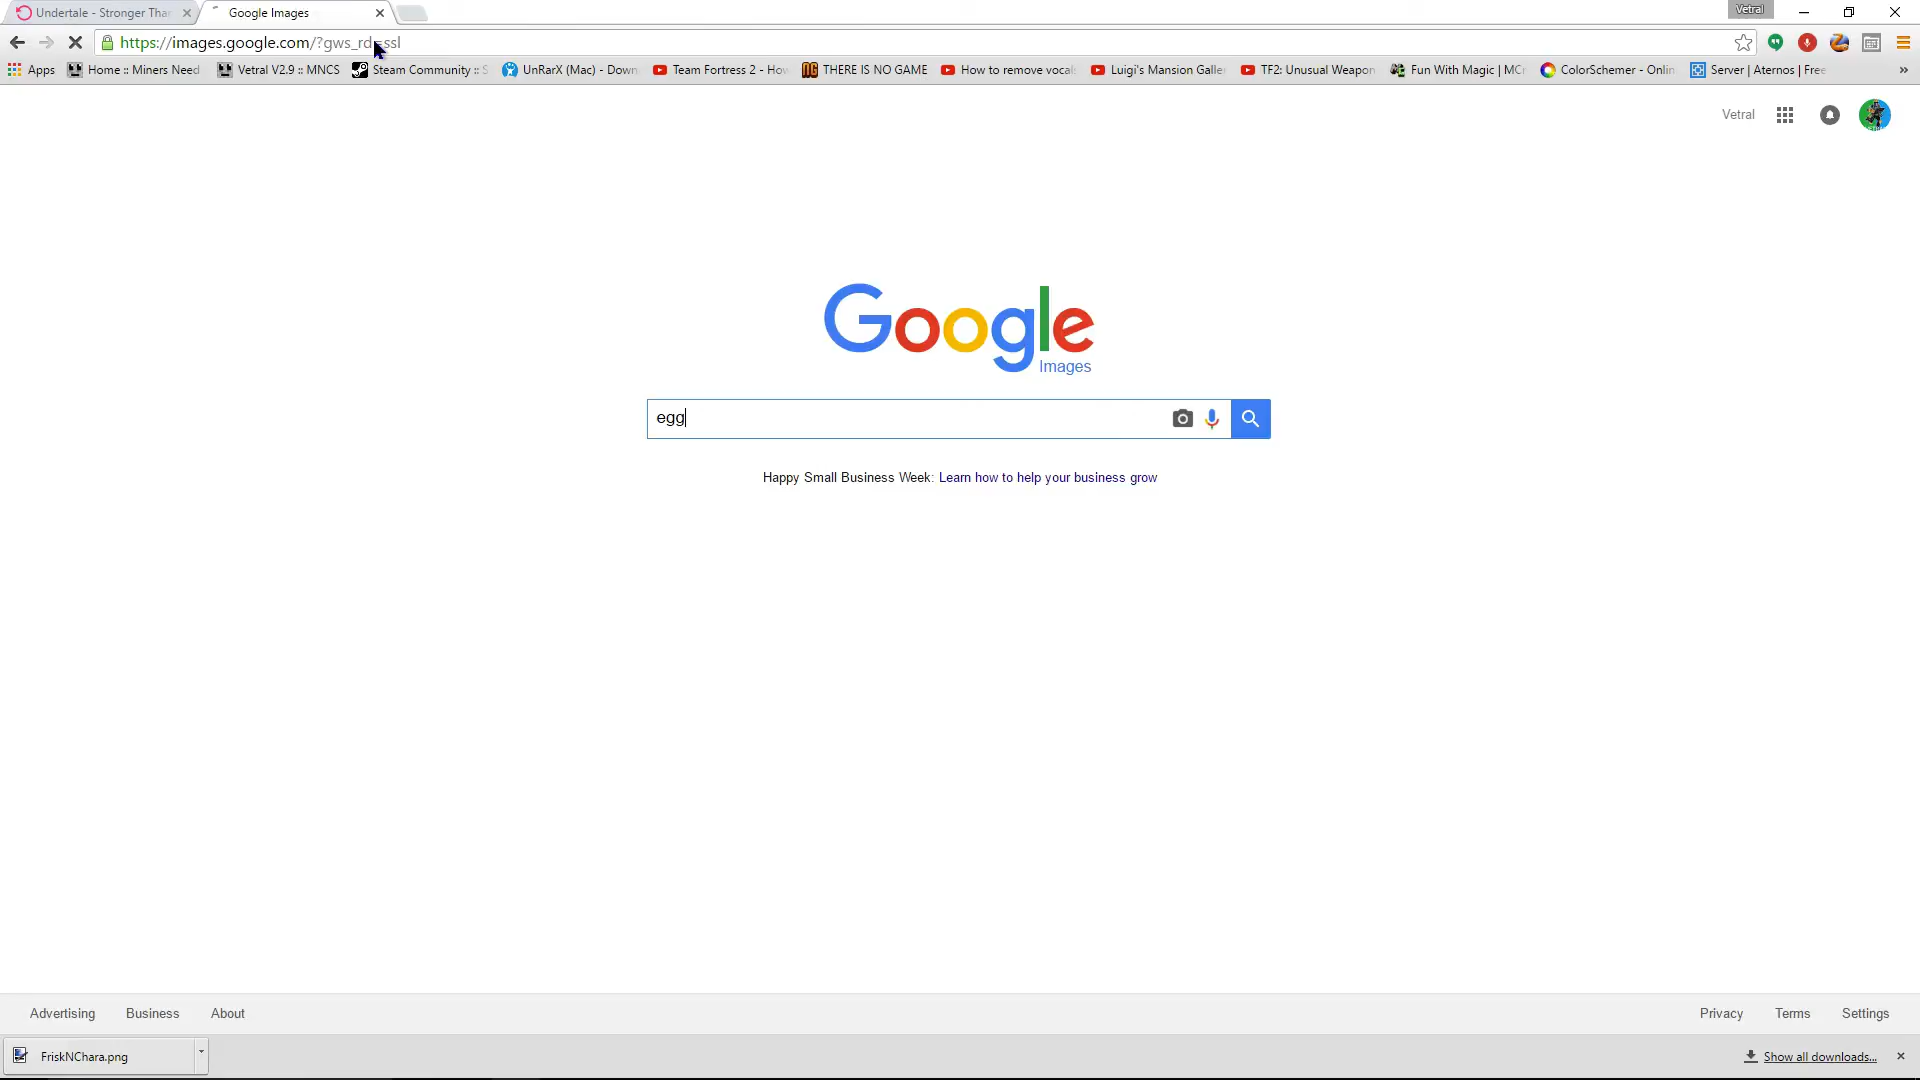 Undertale - Stronger Tha
Google Images
Vetral
https://images.google.com/?gws_rd=ssl
Apps
Home :: Miners Need
Vetral V2.9 :: MNCS
Steam Community :: S
UnRarX (Mac) - Down
Team Fortress 2 - How
THERE IS NO GAME
How to remove vocal
Luigi's Mansion Galle
TF2: Unusual Weapon
Fun With Magic | MCr
ColorSchemer - Onlin
Server | Aternos | Free
»
Vetral
Google
Images
egg
Happy Small Business Week: Learn how to help your business grow
Advertising
Business
About
Privacy
Terms
Settings
FriskNChara.png
Show all downloads...